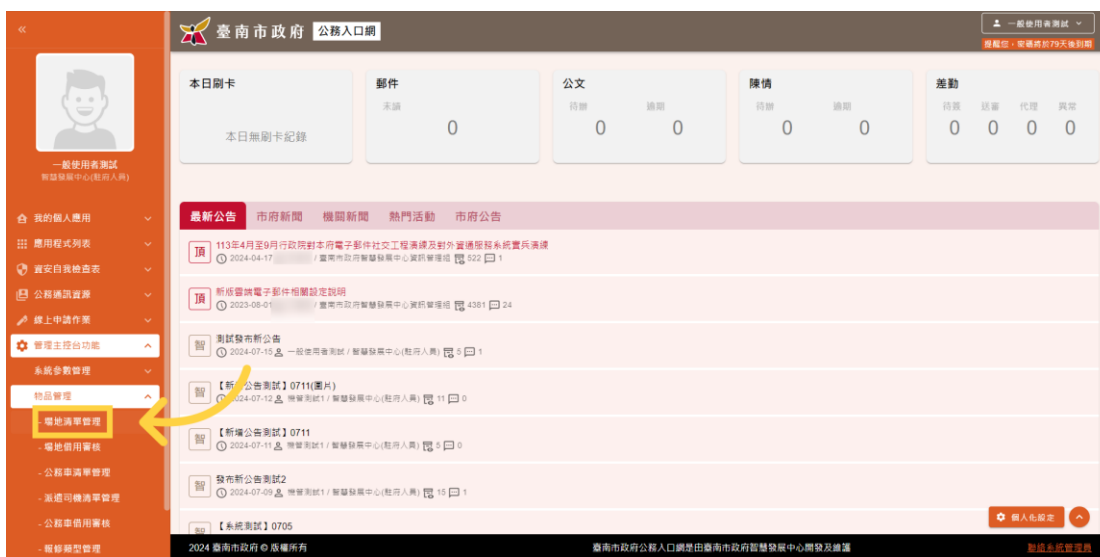 «
一般使用者測試
智慧發展中心(駐府人員)
我的個人應用
應用程式列表
資安自我檢查表
公務通訊資源
線上申請作業
管理主控台功能
系統參數管理
物品管理
- 場地清單管理
- 場地借用審核
- 公務車清單管理
- 派遣司機清單管理
- 公務車借用審核
- 報修類型管理
臺南市政府 公務入口網
一般使用者測試
提醒您，密碼將於79天後到期
本日刷卡
本日無刷卡紀錄
郵件
未讀
0
公文
待辦 逾期
0 0
陳情
待辦 逾期
0 0
差勤
待簽 送審 代理 異常
0 0 0 0
最新公告 市府新聞 機關新聞 熱門活動 市府公告
頂 113年4月至9月行政院對本府電子郵件社交工程演練及對外資通服務系統實兵演練
2024-04-17 / 臺南市政府智慧發展中心資訊管理組 522 1
頂 新版雲端電子郵件相關設定說明
2023-08-01 / 臺南市政府智慧發展中心資訊管理組 4381 24
智 測試發布新公告
2024-07-15 一般使用者測試 / 智慧發展中心(駐府人員) 5 1
智 【新增公告測試】0711(圖片)
2024-07-12 機管測試1 / 智慧發展中心(駐府人員) 11 0
智 【新增公告測試】0711
2024-07-11 機管測試1 / 智慧發展中心(駐府人員) 5 0
智 發布新公告測試2
2024-07-09 機管測試1 / 智慧發展中心(駐府人員) 15 1
智 【系統測試】0705
個人化設定
2024 臺南市政府 © 版權所有
臺南市政府公務入口網是由臺南市政府智慧發展中心開發及維護
聯絡系統管理員